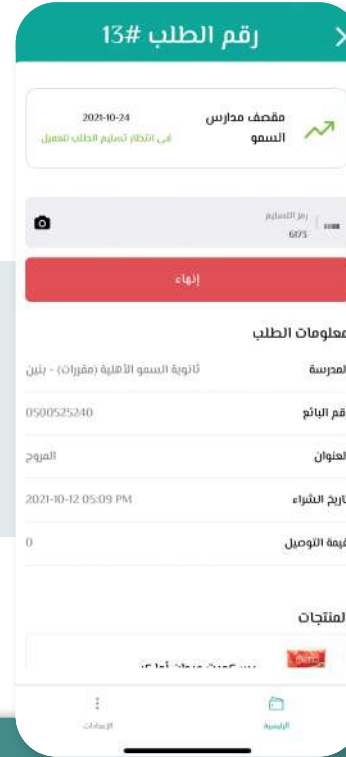 رقم الطلب #13
مقصف مدارس السمو
2021-10-24
في انتظار تسليم الطلب للعميل
رمز التسليم
6173
إنهاء
معلومات الطلب
المدرسة ثانوية السمو الأهلية (مقررات) - بنين
رقم البائع 0500525240
العنوان المروج
تاريخ الشراء 2021-10-12 05:09 PM
قيمة التوصيل 0
المنتجات
الرئيسية
الإعدادات